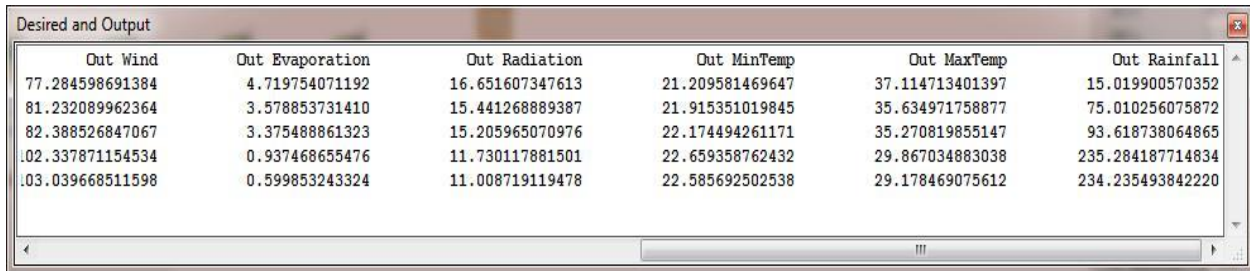 Desired and Output
Out Wind Out Evaporation Out Radiation Out MinTemp Out MaxTemp Out Rainfall
77.284598691384 4.719754071192 16.651607347613 21.209581469647 37.114713401397 15.019900570352
81.232089962364 3.578853731410 15.441268889387 21.915351019845 35.634971758877 75.010256075872
82.388526847067 3.375488861323 15.205965070976 22.174494261171 35.270819855147 93.618738064865
102.337871154534 0.937468655476 11.730117881501 22.659358762432 29.867034883038 235.284187714834
103.039668511598 0.599853243324 11.008719119478 22.585692502538 29.178469075612 234.235493842220